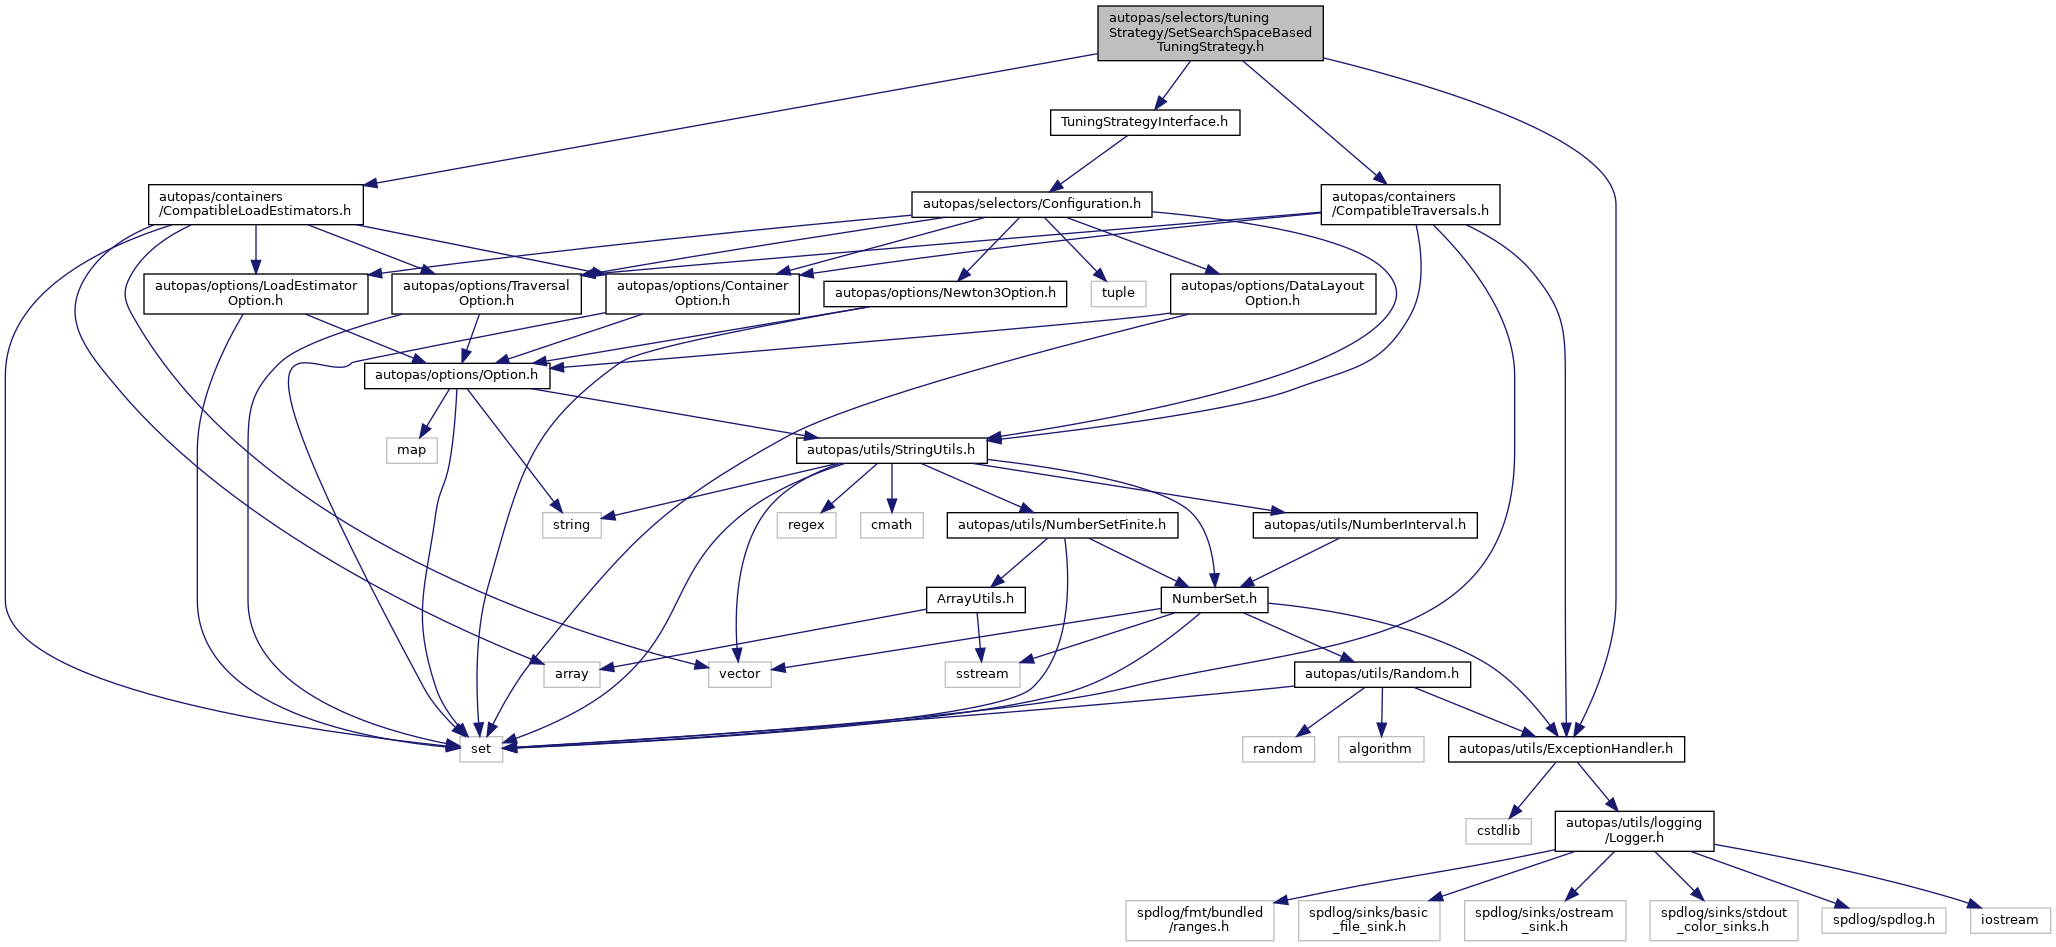 autopas/selectors/tuning
Strategy/SetSearchSpaceBased
TuningStrategy.h
TuningStrategyInterface.h
autopas/containers
/CompatibleLoadEstimators.h
autopas/selectors/Configuration.h
autopas/containers
/CompatibleTraversals.h
autopas/options/LoadEstimator
Option.h
autopas/options/Traversal
Option.h
autopas/options/Container
Option.h
autopas/options/Newton3Option.h
tuple
autopas/options/DataLayout
Option.h
autopas/options/Option.h
map
autopas/utils/StringUtils.h
string
regex
cmath
autopas/utils/NumberSetFinite.h
autopas/utils/NumberInterval.h
ArrayUtils.h
NumberSet.h
array
vector
sstream
autopas/utils/Random.h
set
random
algorithm
autopas/utils/ExceptionHandler.h
cstdlib
autopas/utils/logging
/Logger.h
spdlog/fmt/bundled
/ranges.h
spdlog/sinks/basic
_file_sink.h
spdlog/sinks/ostream
_sink.h
spdlog/sinks/stdout
_color_sinks.h
spdlog/spdlog.h
iostream